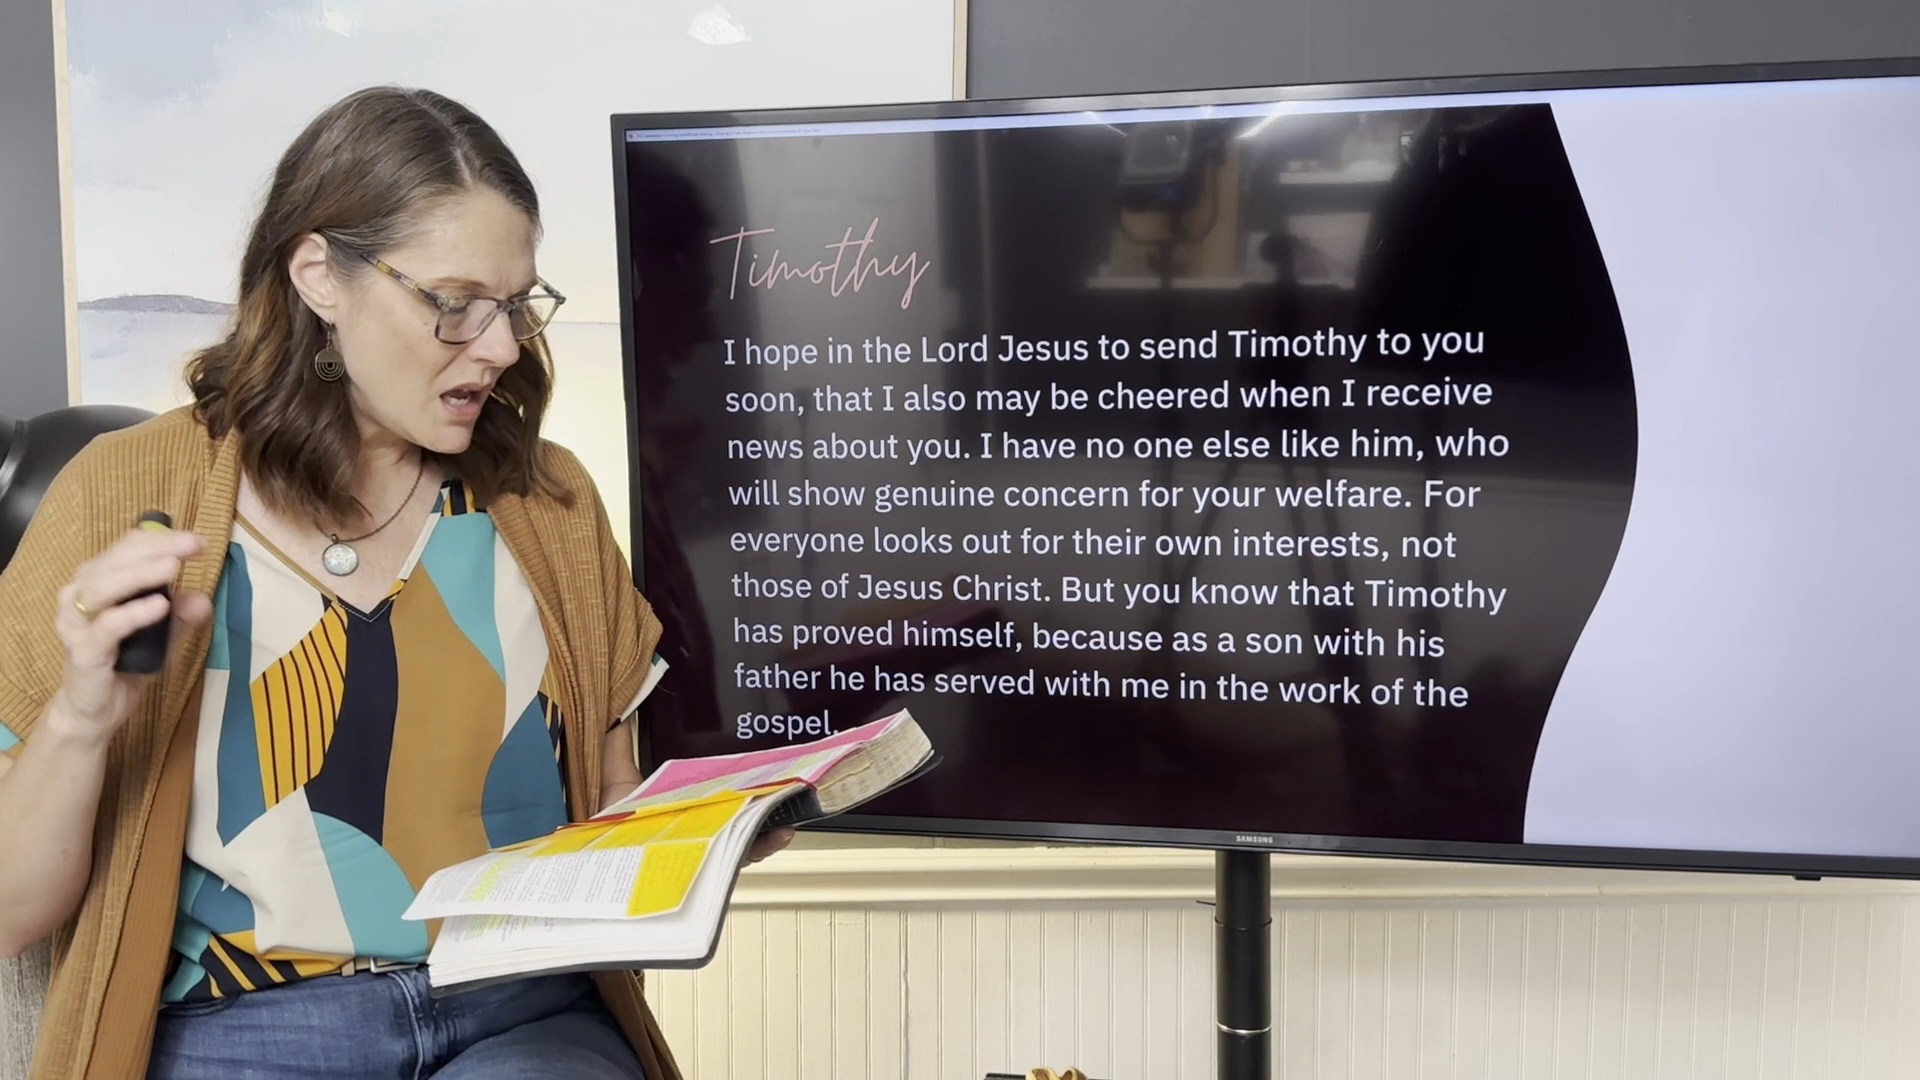 Timothy
I hope in the Lord Jesus to send Timothy to you
soon, that I also may be cheered when I receive
news about you. I have no one else like him, who
will show genuine concern for your welfare. For
everyone looks out for their own interests, not
those of Jesus Christ. But you know that Timothy
has proved himself, because as a son with his
father he has served with me in the work of the
gospel.
SAMSUNG